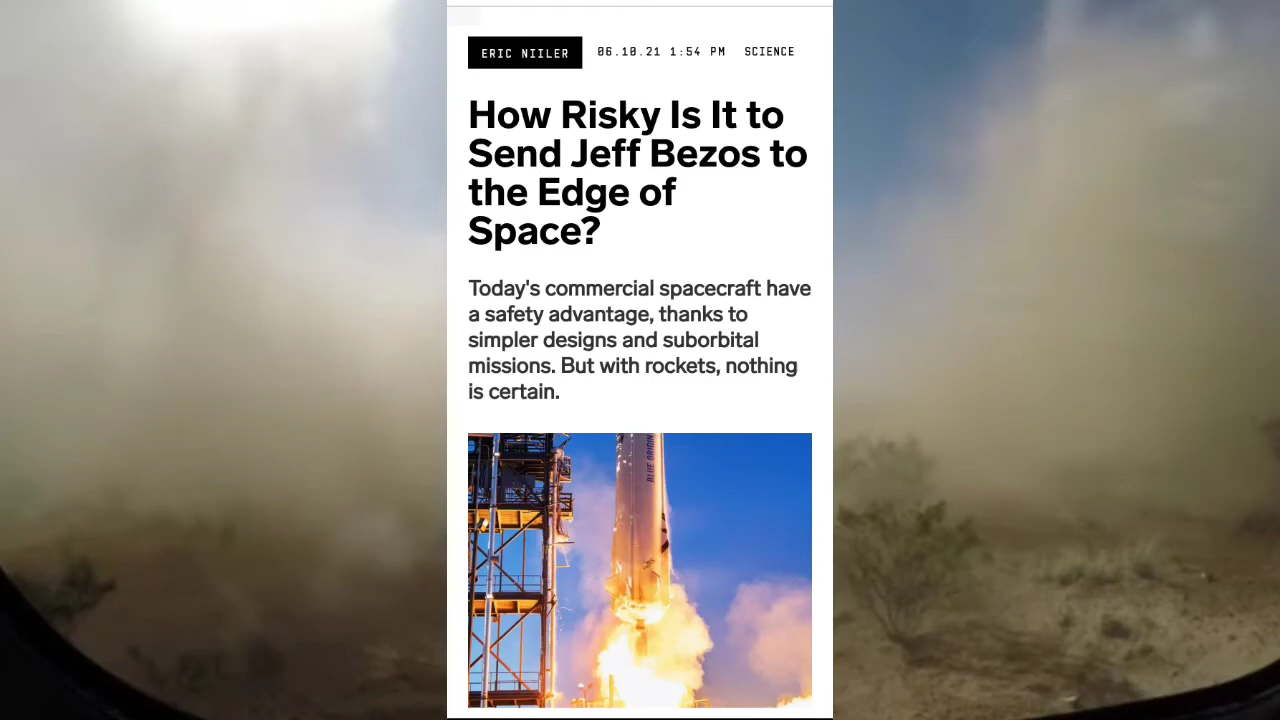 ERIC NIILER 06.10.21 1:54 PM SCIENCE
How Risky Is It to
Send Jeff Bezos to
the Edge of
Space?
Today's commercial spacecraft have
a safety advantage, thanks to
simpler designs and suborbital
missions. But with rockets, nothing
is certain.
BLUE ORIGIN